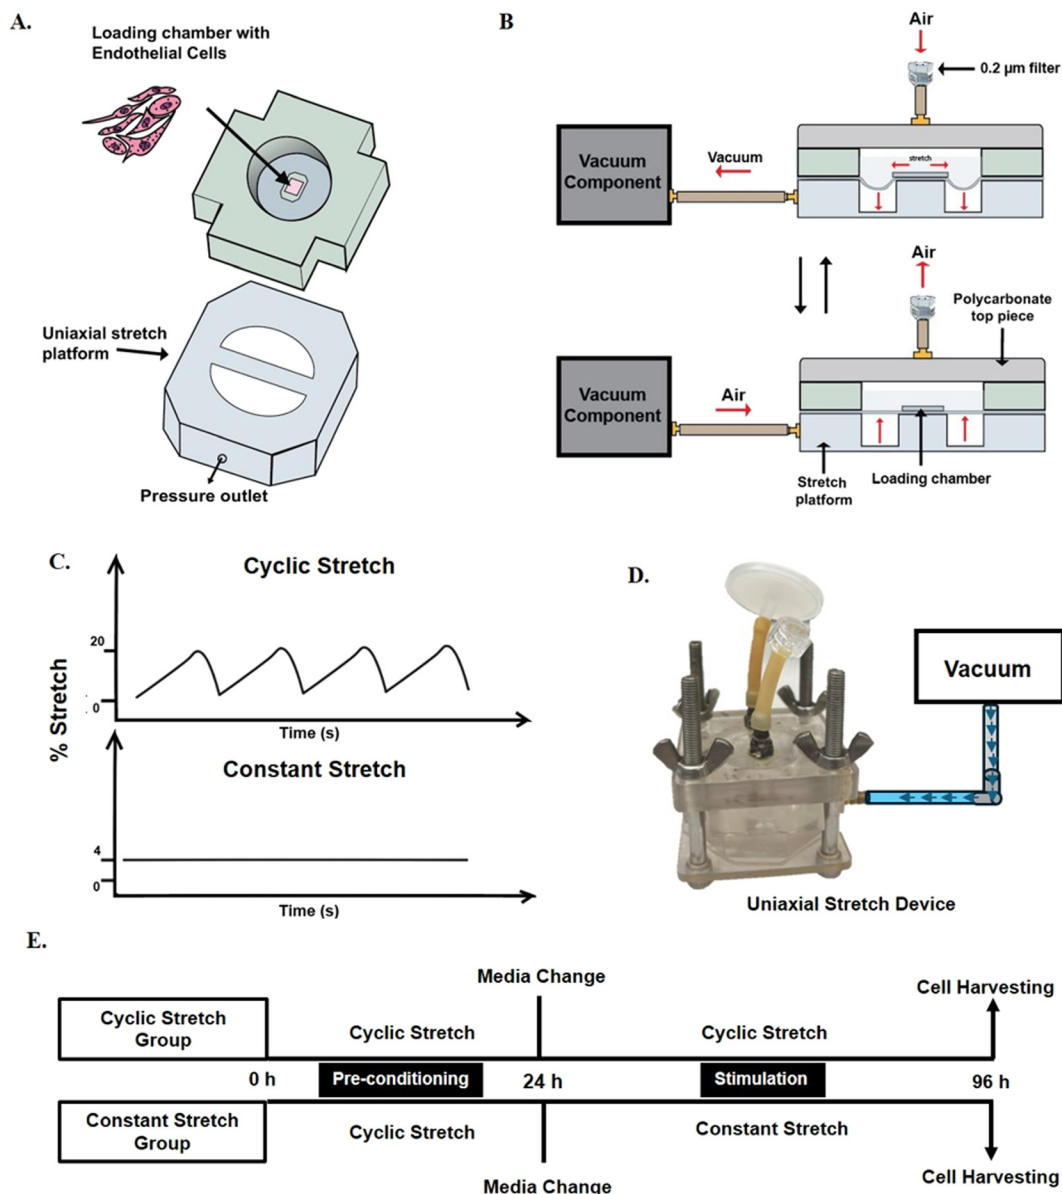 A.
Loading chamber with
Endothelial Cells
Uniaxial stretch
platform
Pressure outlet
B
Air
0.2 µm filter
Vacuum
Component
Vacuum
stretch
Air
Polycarbonate
top piece
Vacuum
Component
Air
Stretch
platform
Loading chamber
C.
Cyclic Stretch
% Stretch
20
0
Time (s)
Constant Stretch
4
0
Time (s)
D.
Vacuum
Uniaxial Stretch Device
E.
Media Change
Cell Harvesting
Cyclic Stretch
Group
Cyclic Stretch
Cyclic Stretch
0 h
Pre-conditioning
24 h
Stimulation
96 h
Constant Stretch
Group
Cyclic Stretch
Constant Stretch
Media Change
Cell Harvesting